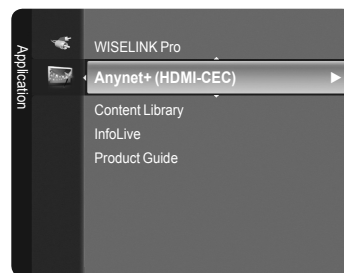 Application
WISELINK Pro
Anynet+ (HDMI-CEC)
Content Library
InfoLive
Product Guide